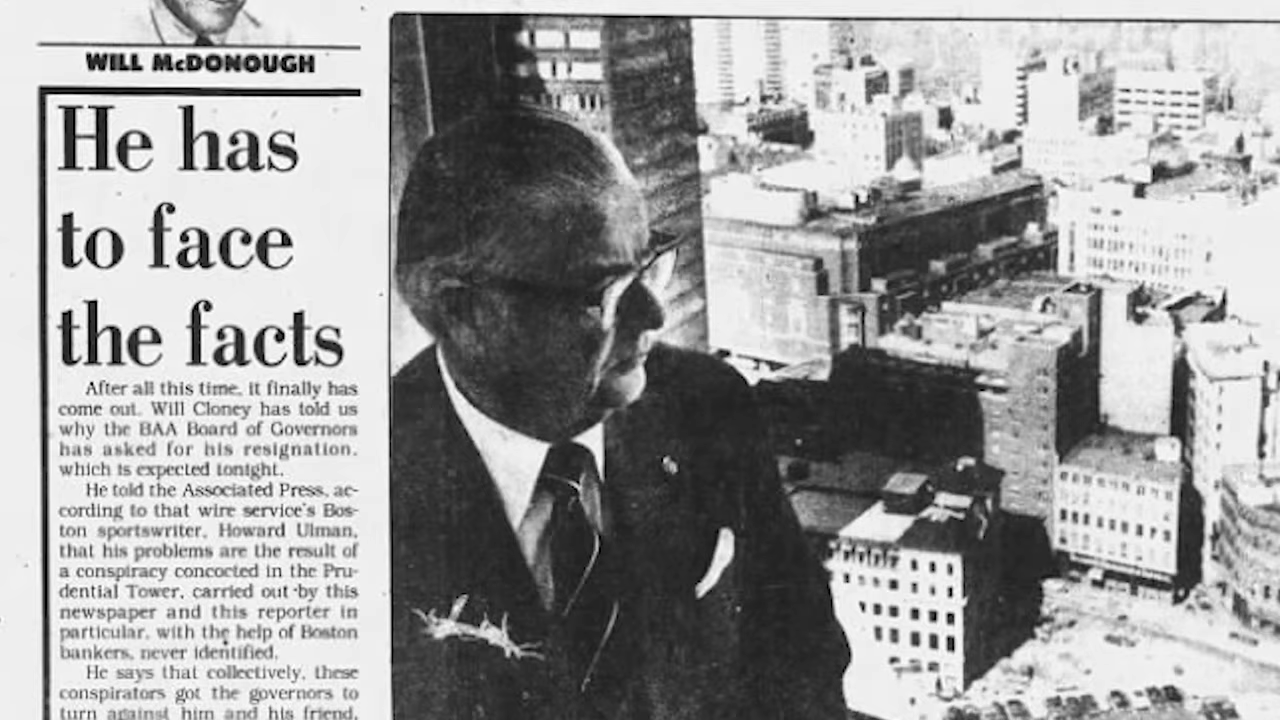 WILL McDONOUGH
He has
to face
the facts
After all this time, it finally has
come out. Will Cloney has told us
why the BAA Board of Governors
has asked for his resignation,
which is expected tonight.
He told the Associated Press, ac-
cording to that wire service's Bos-
ton sportswriter, Howard Ulman,
that his problems are the result of
a conspiracy concocted in the Pru-
dential Tower, carried out by this
newspaper and this reporter in
particular, with the help of Boston
bankers, never identified.
He says that collectively, these
conspirators got the governors to
turn against him and his friend,